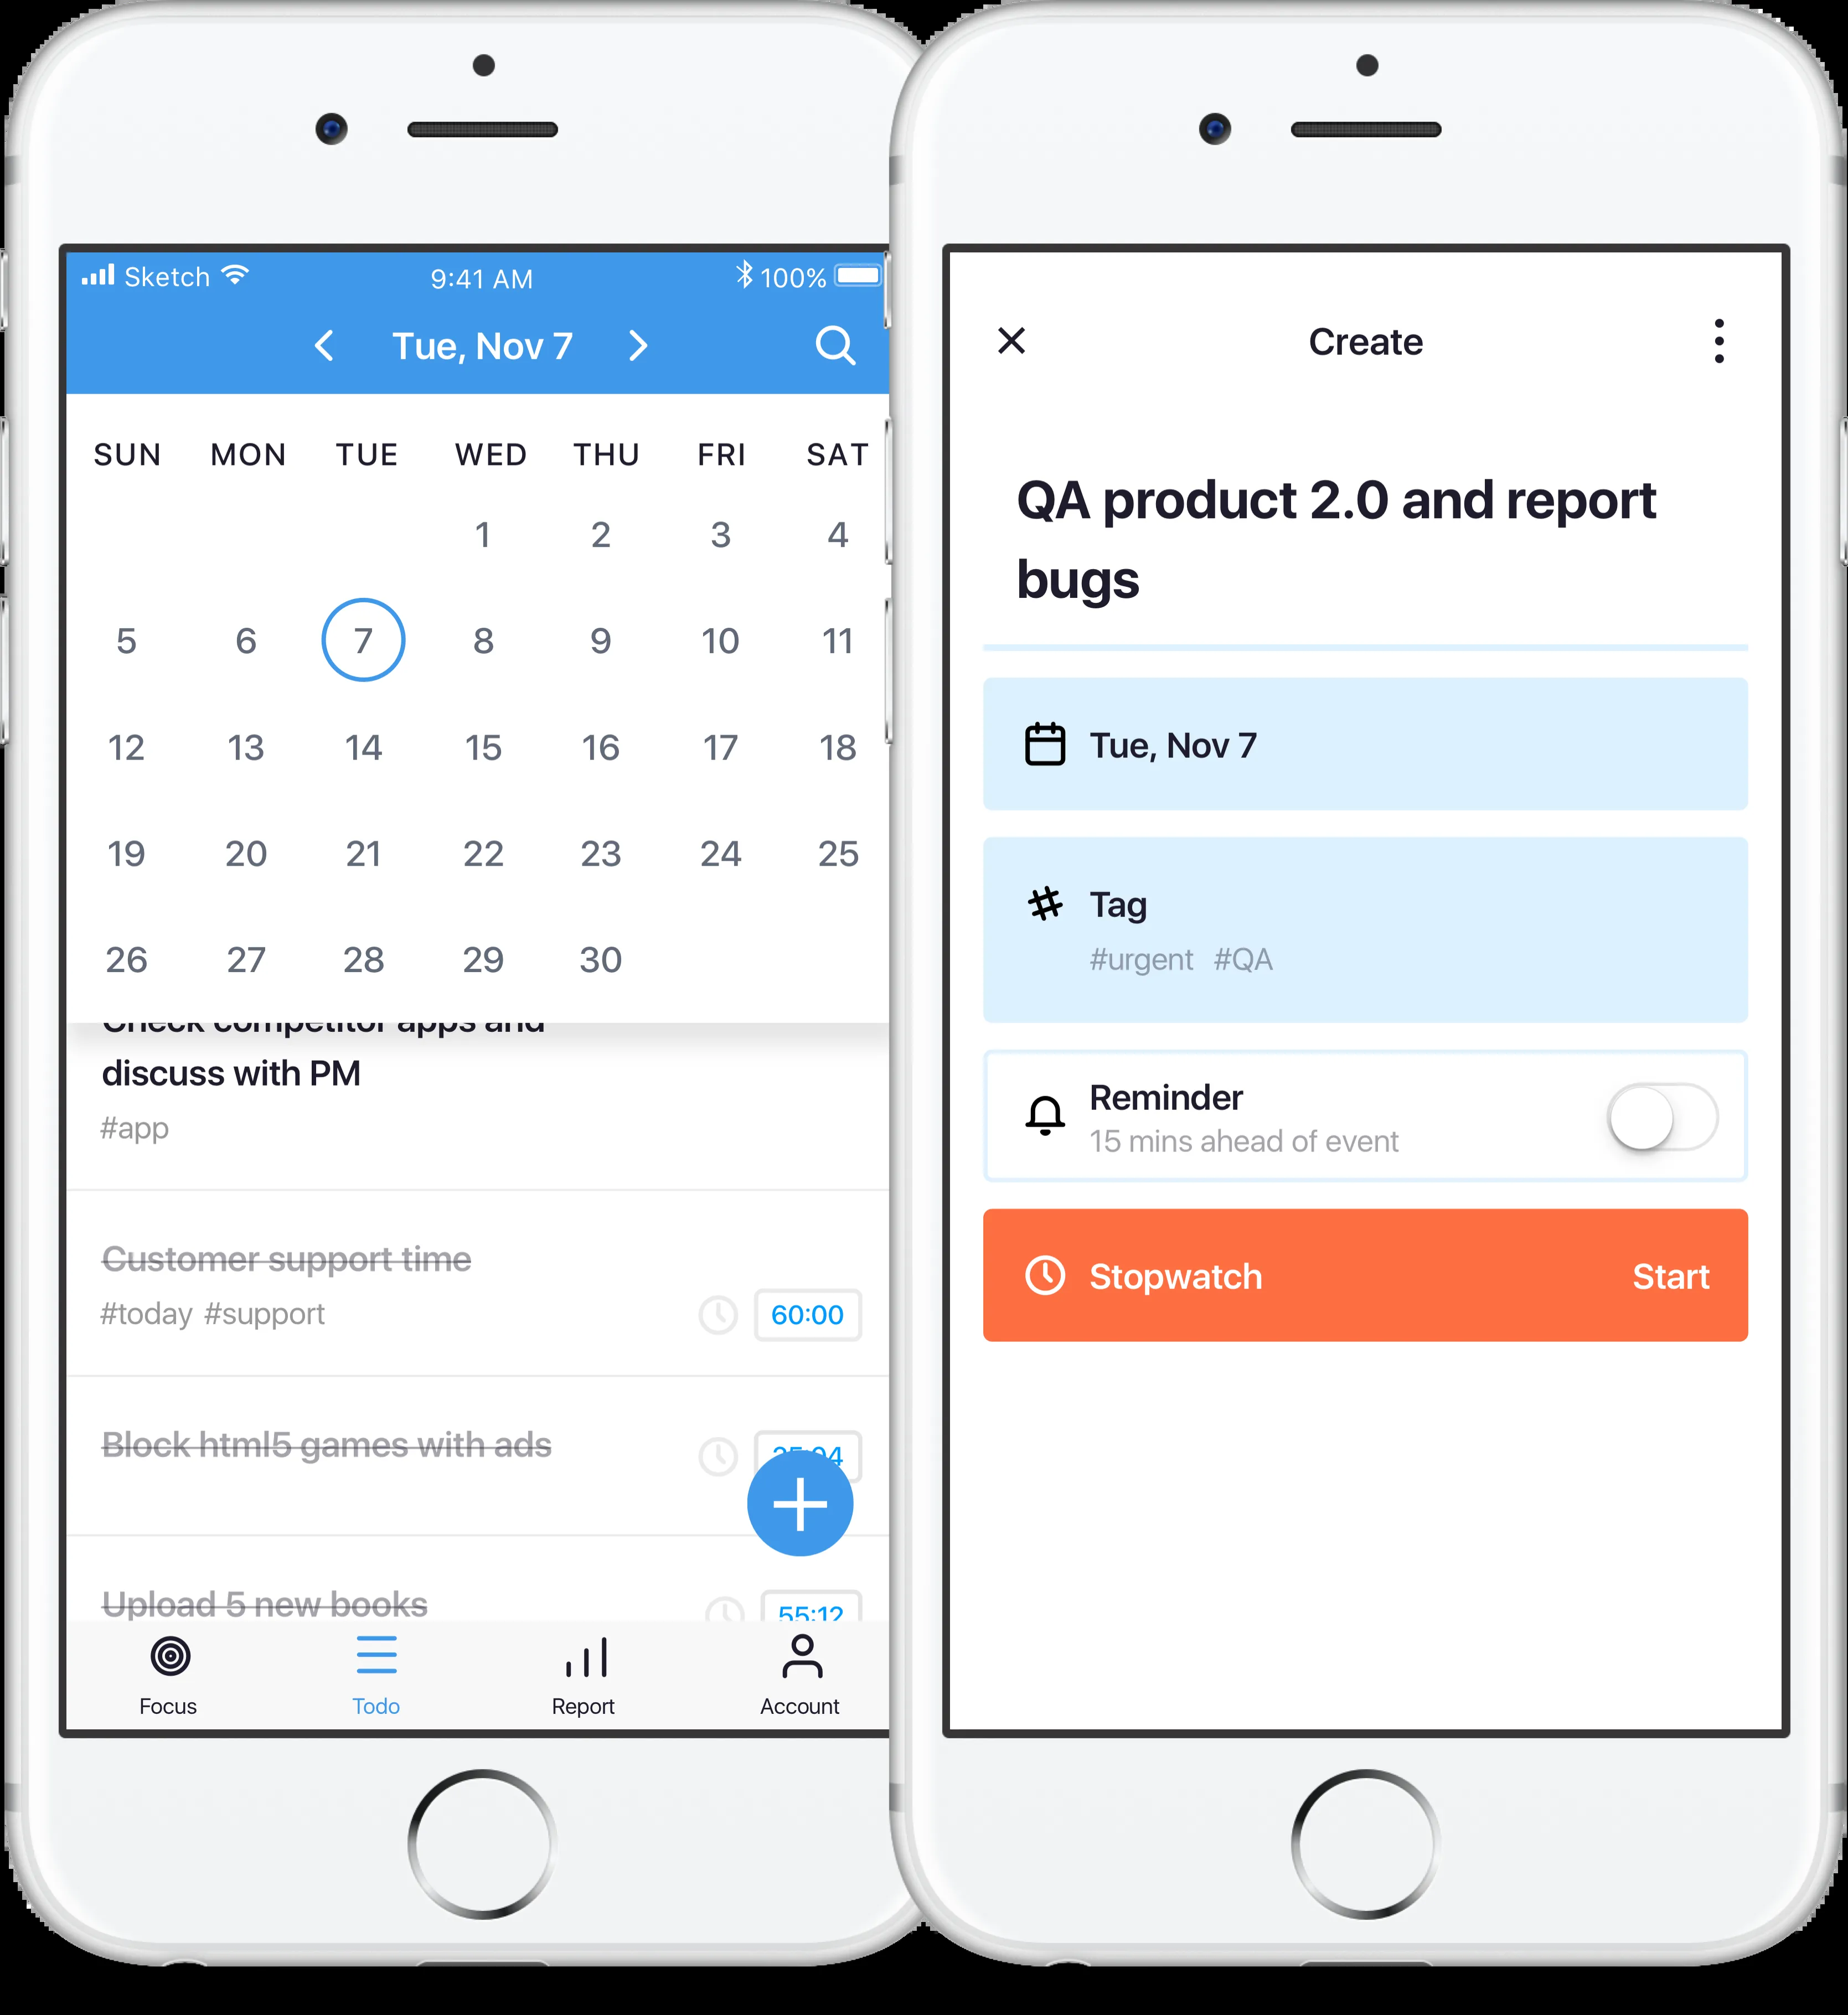 Sketch 9:41 AM 100%
Tue, Nov 7
SUN MON TUE WED THU FRI SAT
1 2 3 4
5 6 7 8 9 10 11
12 13 14 15 16 17 18
19 20 21 22 23 24 25
26 27 28 29 30
Check competitor apps and
discuss with PM
#app
Customer support time
#today #support
60:00
Block html5 games with ads
Upload 5 new books
55:12
Focus Todo Report Account
Create
QA product 2.0 and report
bugs
Tue, Nov 7
Tag
#urgent #QA
Reminder
15 mins ahead of event
Stopwatch Start